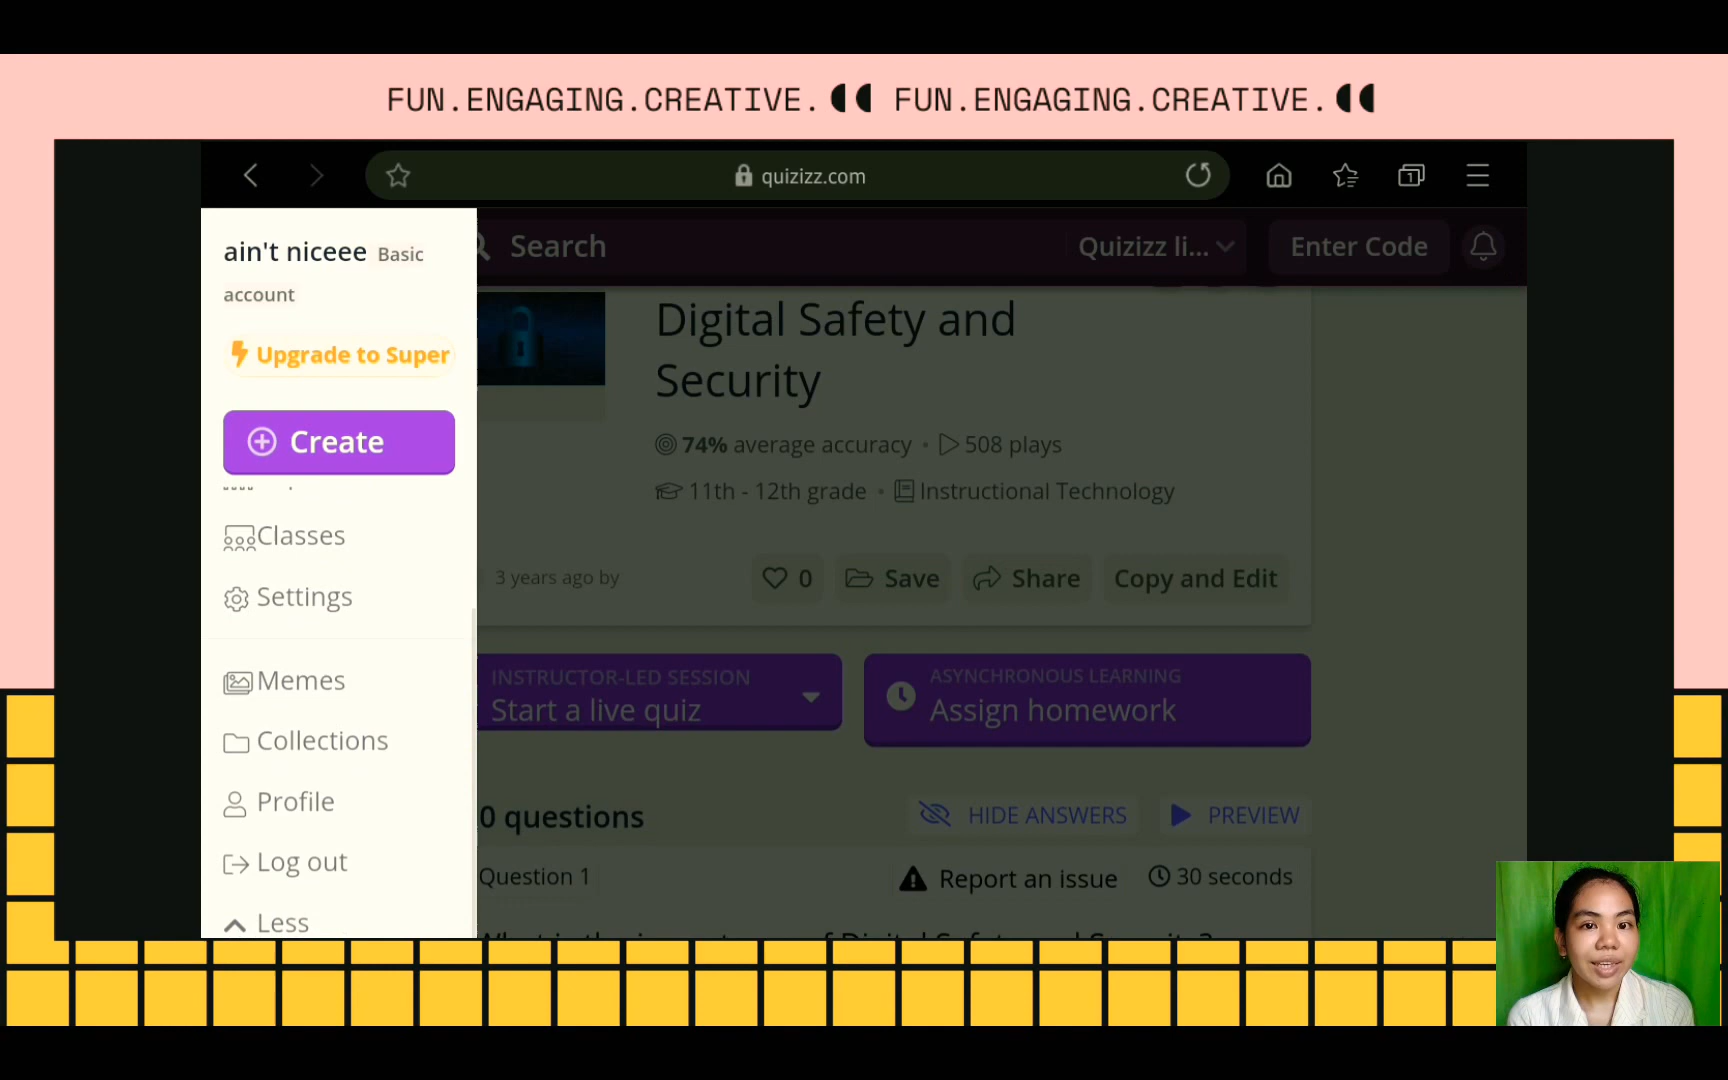 FUN.ENGAGING.CREATIVE. FUN.ENGAGING.CREATIVE.
quizizz.com
ain't niceee Basic
account
Upgrade to Super
Create
Classes
Settings
Memes
Collections
Profile
Log out
Less
Search
Quizizz li...
Enter Code
Digital Safety and
Security
74% average accuracy • 508 plays
11th - 12th grade • Instructional Technology
3 years ago by
0
Save
Share
Copy and Edit
INSTRUCTOR-LED SESSION
Start a live quiz
ASYNCHRONOUS LEARNING
Assign homework
0 questions
HIDE ANSWERS
PREVIEW
Question 1
Report an issue
30 seconds